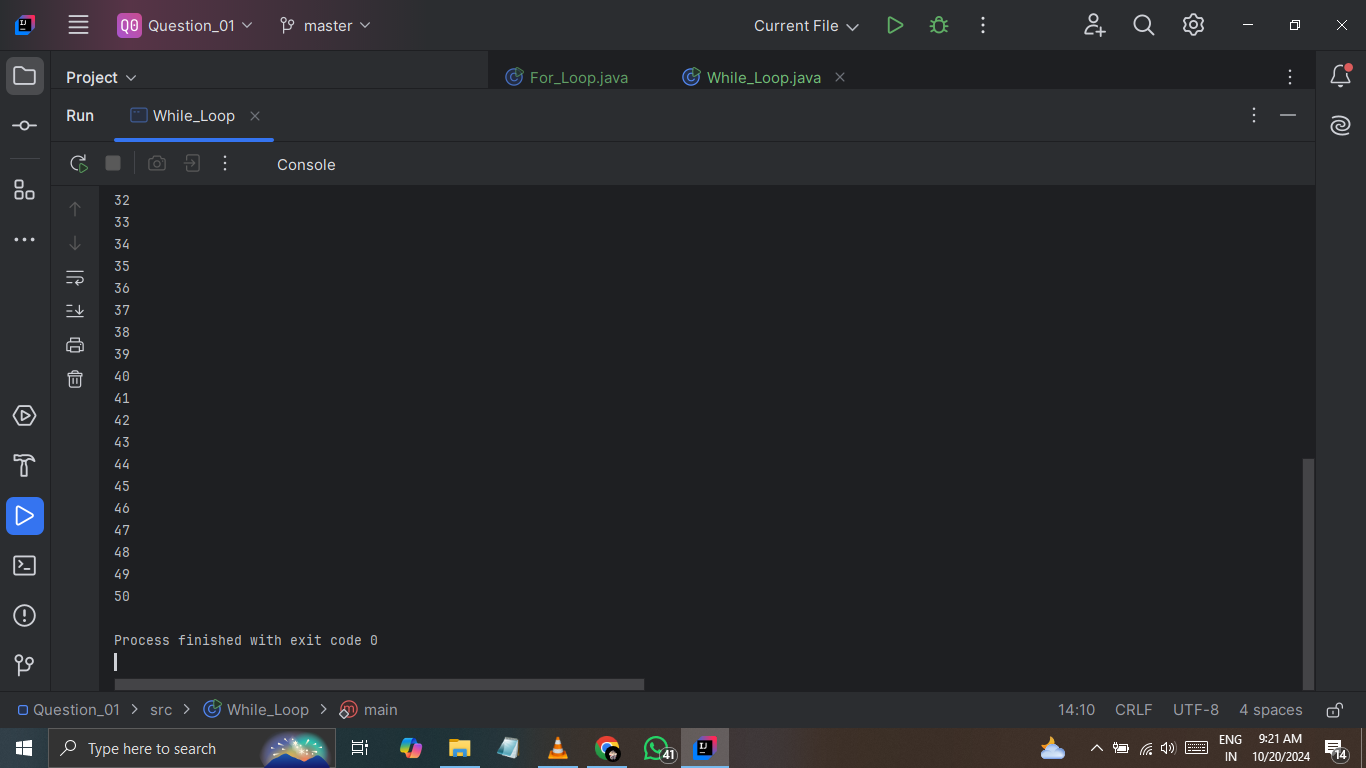 Q0 Question_01 master Current File
Project For_Loop.java While_Loop.java
Run While_Loop
Console
32
33
34
35
36
37
38
39
40
41
42
43
44
45
46
47
48
49
50
Process finished with exit code 0
Question_01 > src > While_Loop > main 14:10 CRLF UTF-8 4 spaces
Type here to search 41 ENG 9:21 AM
IN 10/20/2024 14